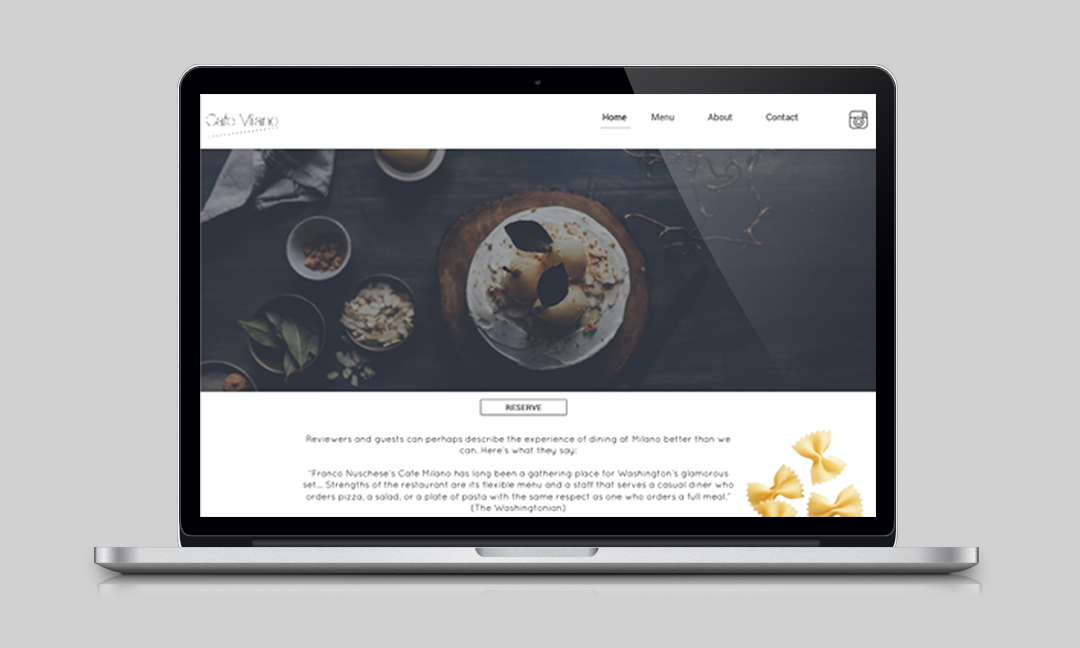 Cafe Milano
Home Menu About Contact
RESERVE
Reviewers and guests can perhaps describe the experience of dining at Milano better than we
can. Here's what they say:
"Franco Nuschese's Cafe Milano has long been a gathering place for Washington's glamorous
set... Strengths of the restaurant are its flexible menu and a staff that serves a casual diner who
orders pizza, a salad, or a plate of pasta with the same respect as one who orders a full meal."
(The Washingtonian)